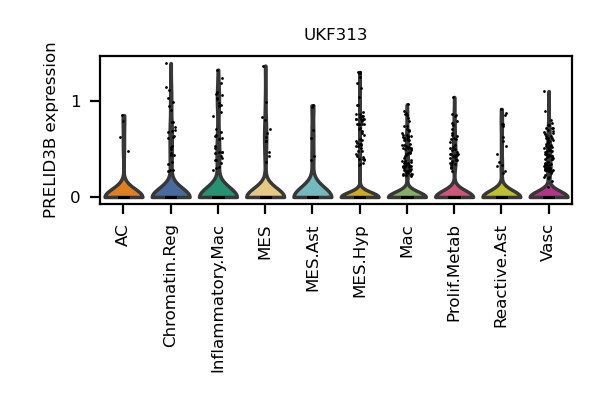 UKF313
PRELID3B expression
1
0
AC
Chromatin.Reg
Inflammatory.Mac
MES
MES.Ast
MES.Hyp
Mac
Prolif.Metab
Reactive.Ast
Vasc